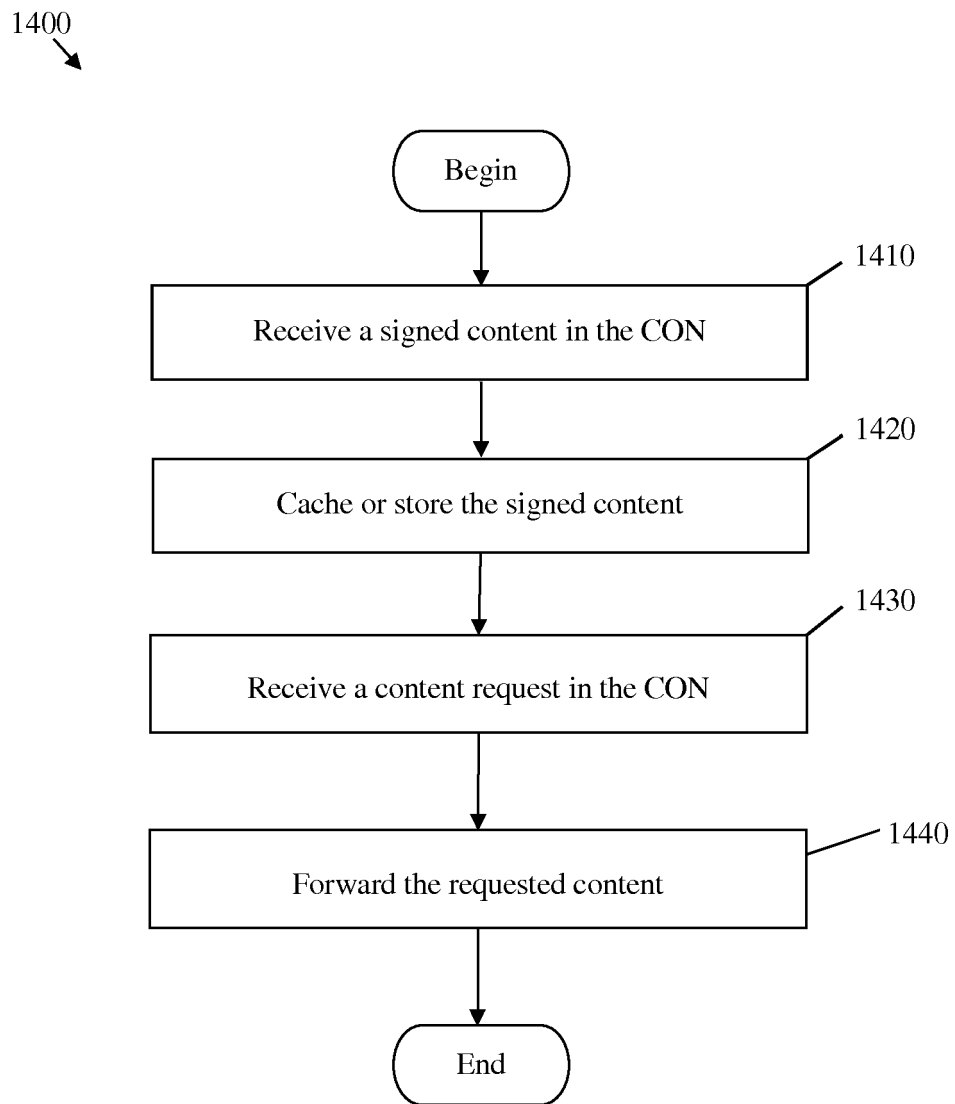 1400
Begin
1410
Receive a signed content in the CON
1420
Cache or store the signed content
1430
Receive a content request in the CON
1440
Forward the requested content
End